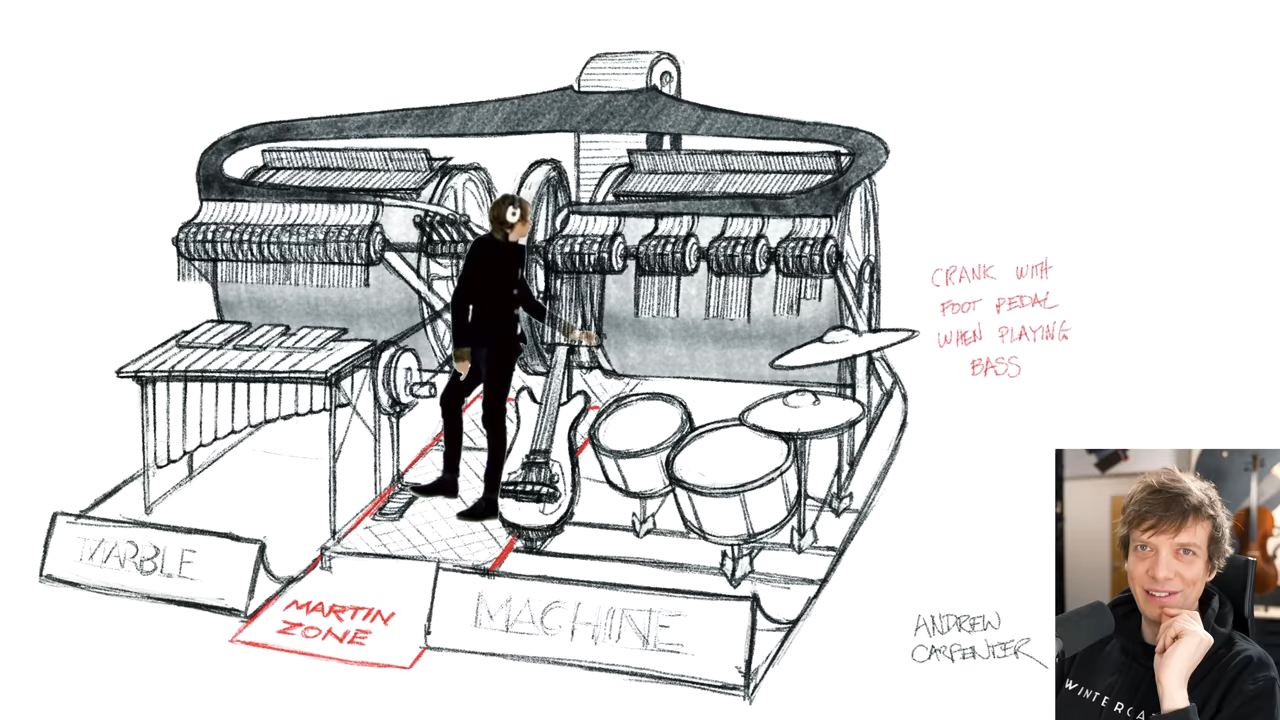 CRANK WITH
FOOT PEDAL
WHEN PLAYING
BASS
MARBLE
MARTIN
ZONE
MACHINE
ANDREW
CARPENTER